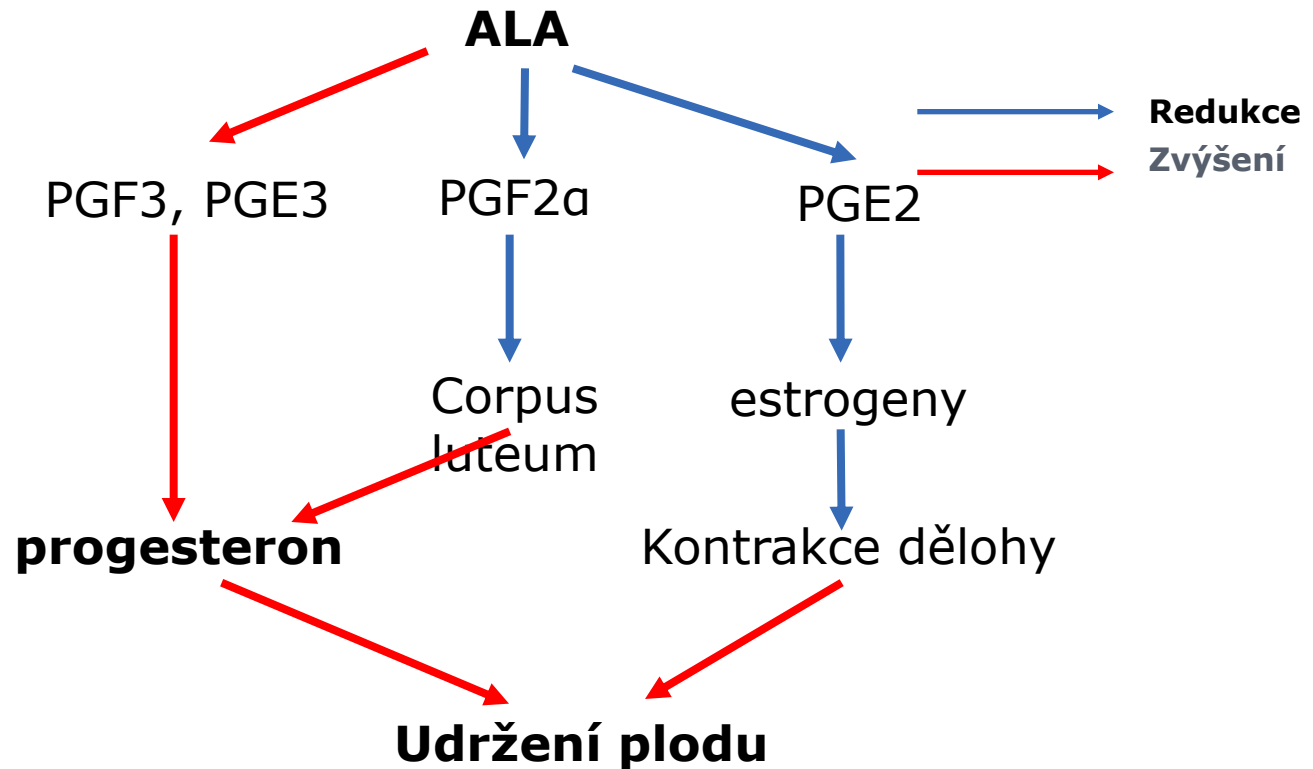 ALA
Redukce
Zvýšení
PGF3, PGE3
PGF2α
PGE2
Corpus
luteum
estrogeny
progesteron
Kontrakce dělohy
Udržení plodu